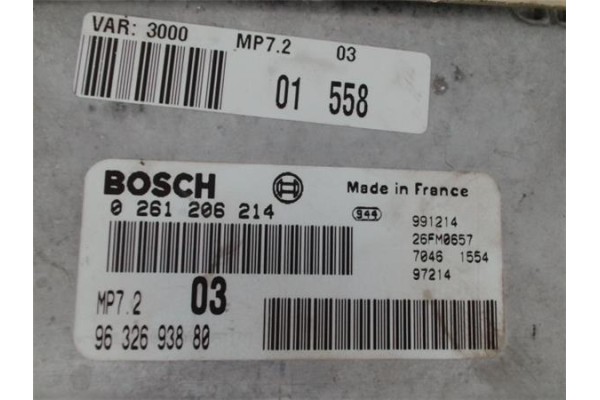 VAR: 3000 MP7.2 03
01 558
BOSCH Made in France
0 261 206 214 944 991214
26FM0657
7046 1554
97214
MP7.2 03
96 326 938 80